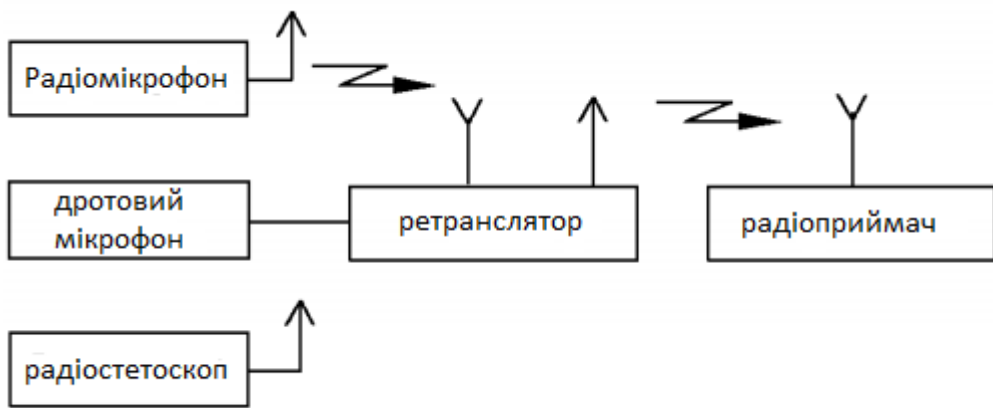 Радіомікрофон
дротовий
мікрофон
ретранслятор
радіоприймач
радіостетоскоп